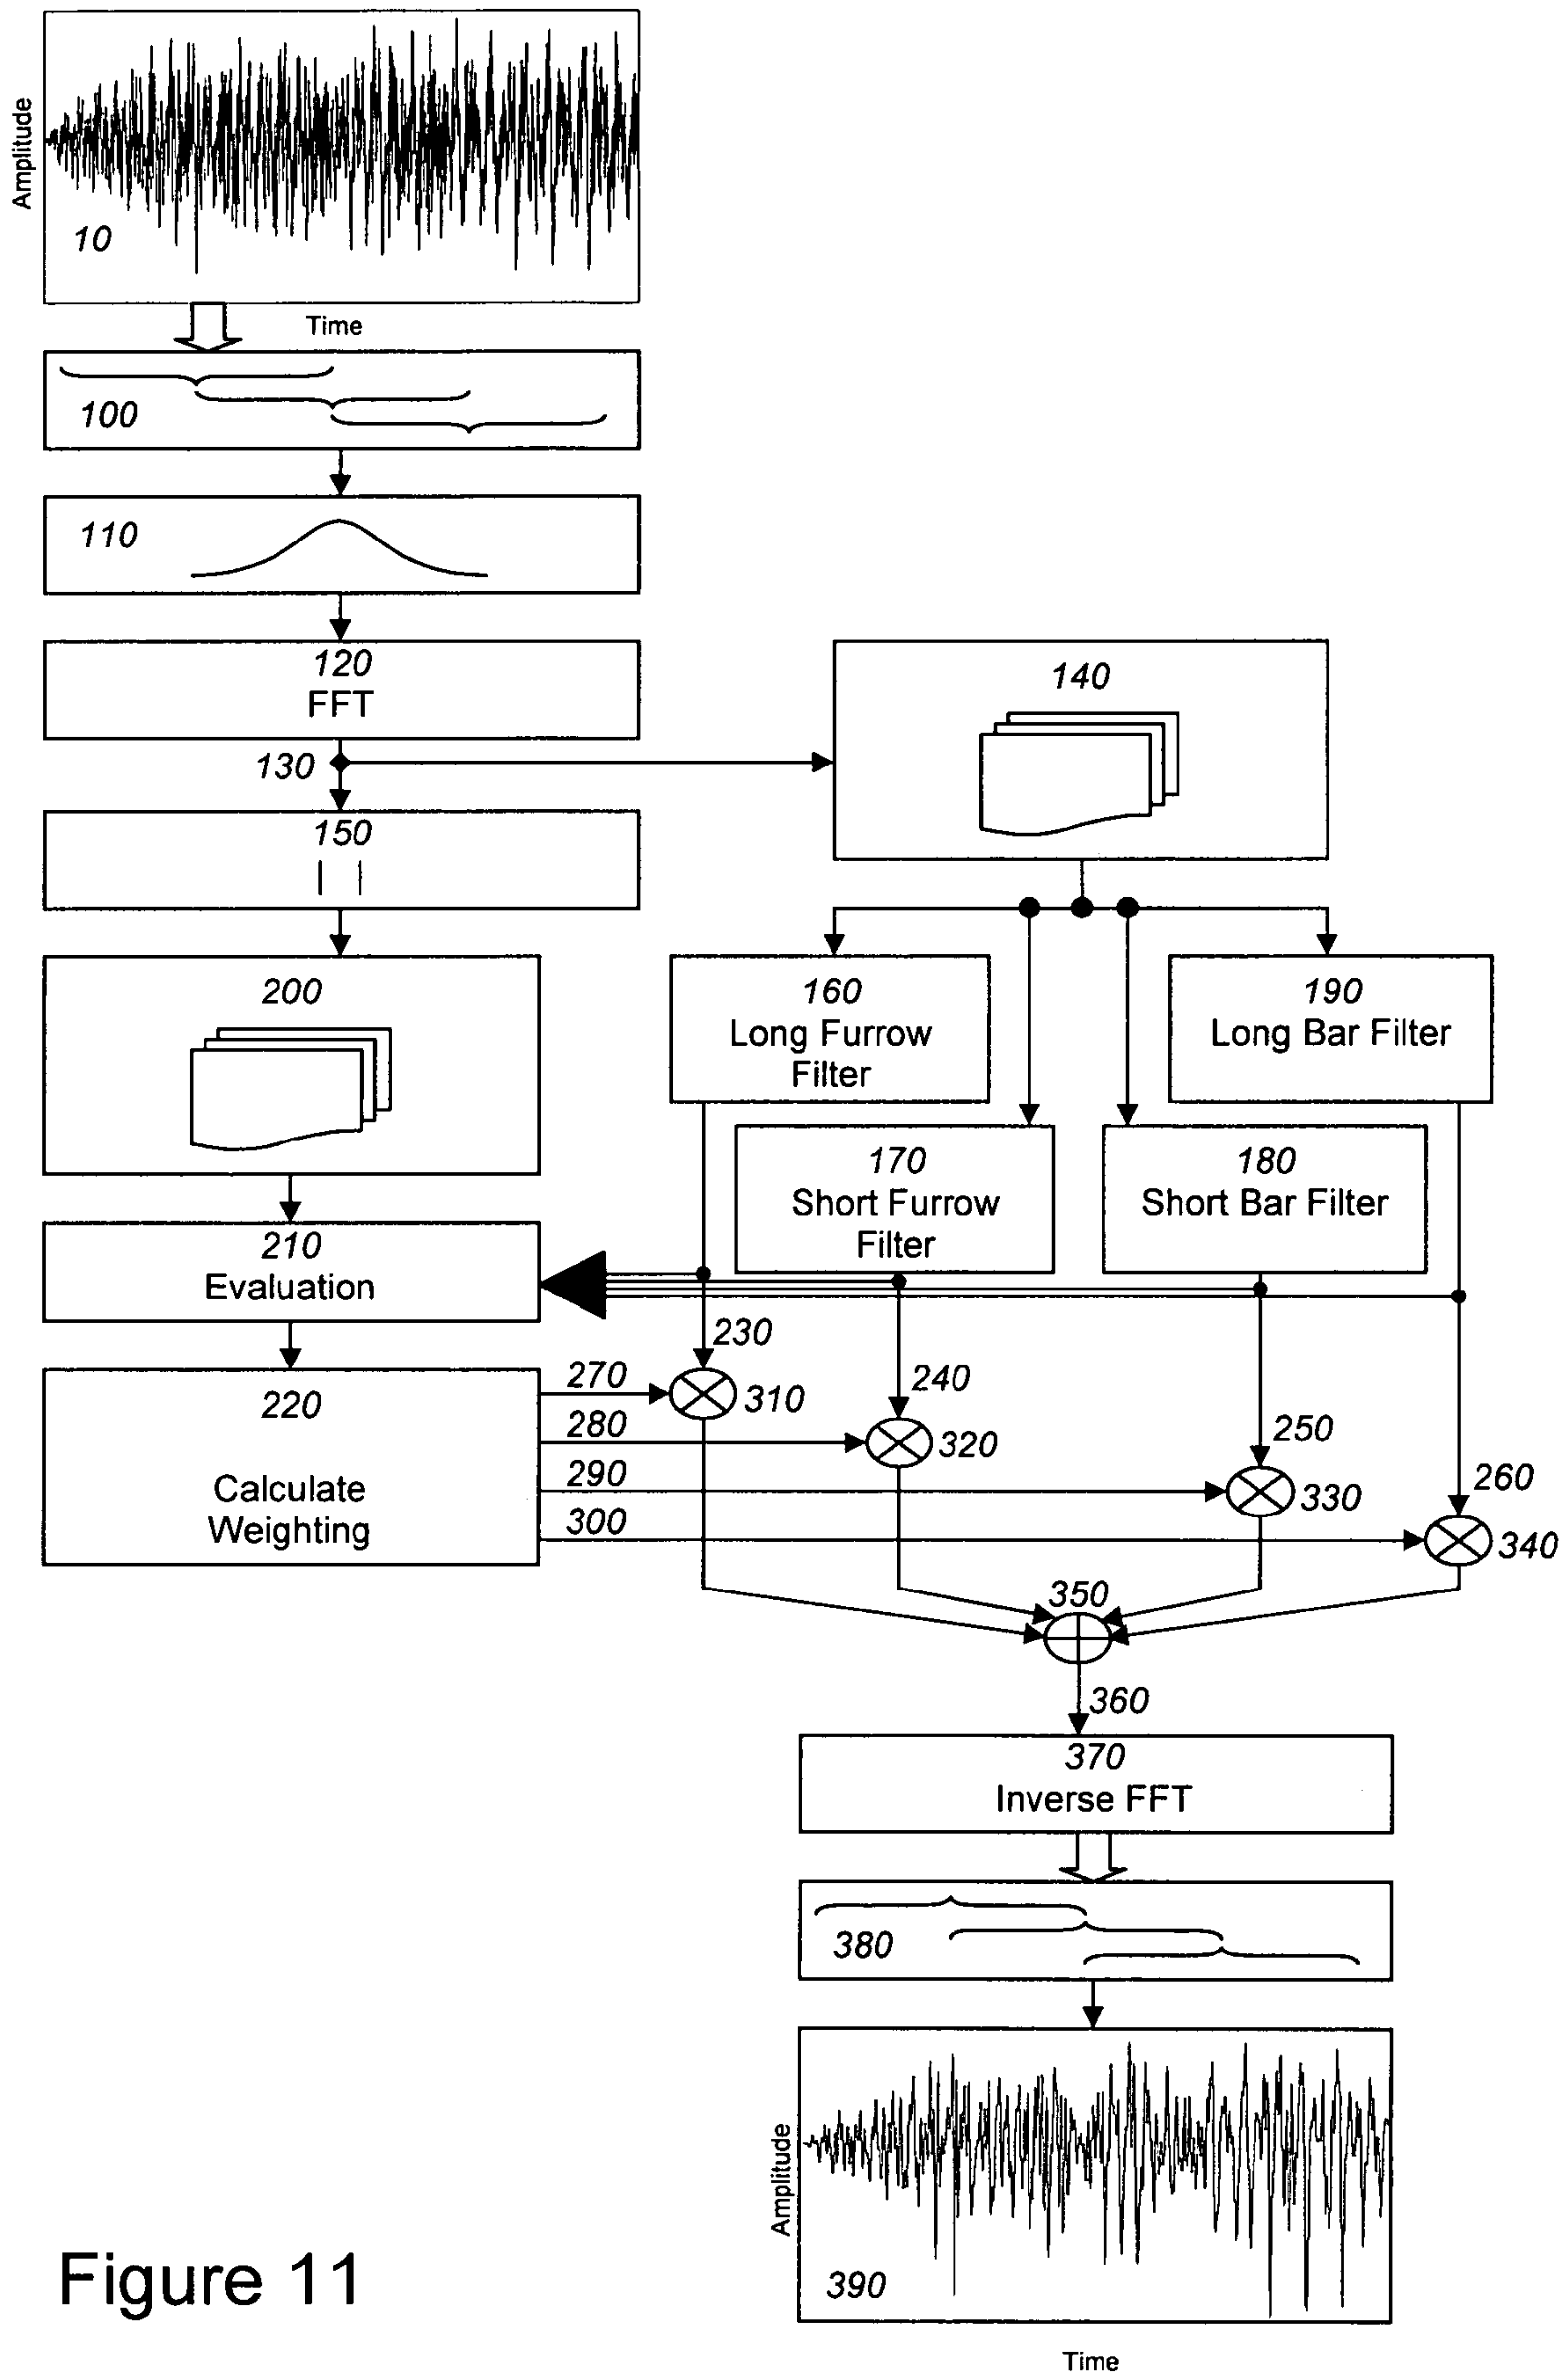 Amplitude
10
Time
100
110
120
FFT
130
140
150
200
160
Long Furrow
Filter
190
Long Bar Filter
170
Short Furrow
Filter
180
Short Bar Filter
210
Evaluation
230
220
Calculate
Weighting
270
310
240
280
320
250
290
330
260
300
340
350
360
370
Inverse FFT
380
Amplitude
390
Time
Figure 11